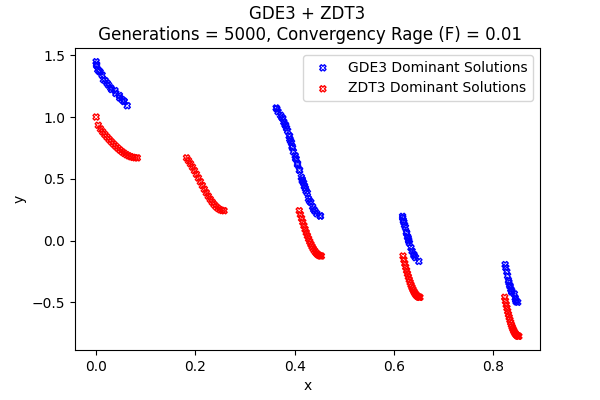 GDE3 + ZDT3
Generations = 5000, Convergency Rage (F) = 0.01
GDE3 Dominant Solutions
ZDT3 Dominant Solutions
y
1.5
1.0
0.5
0.0
−0.5
0.0 0.2 0.4 0.6 0.8
x